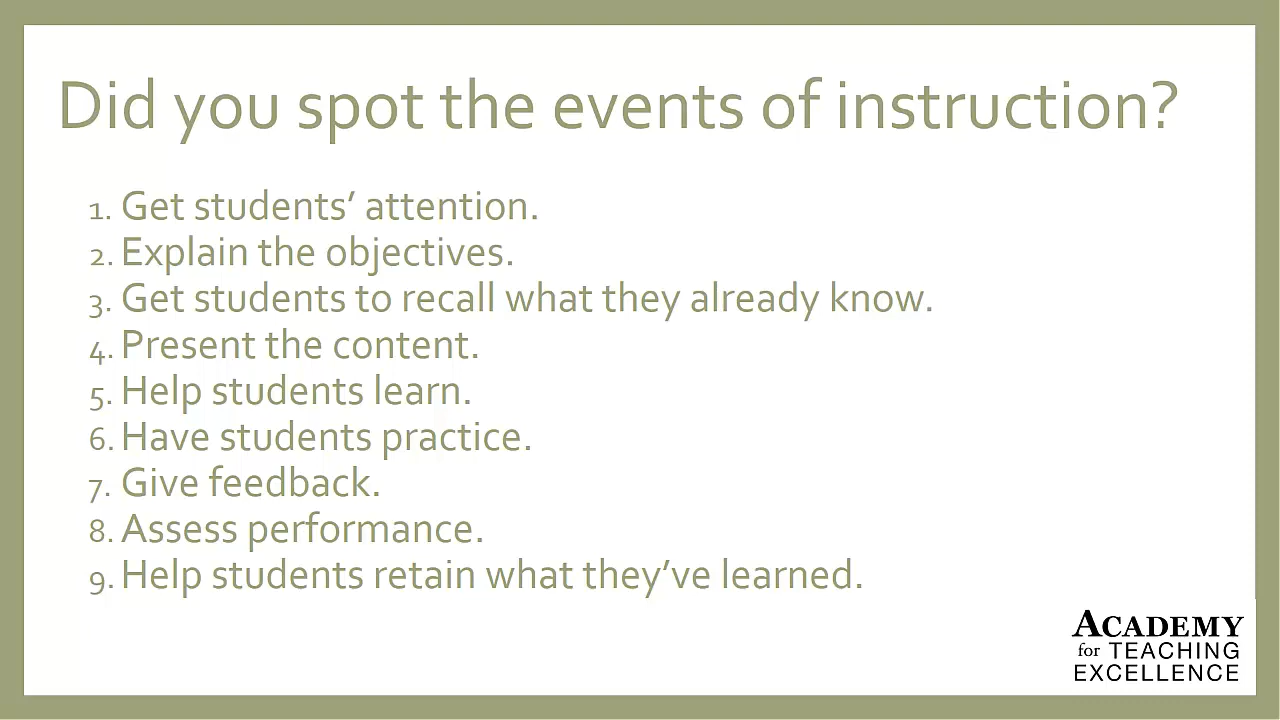 Did you spot the events of instruction?
1. Get students’ attention.
2. Explain the objectives.
3. Get students to recall what they already know.
4. Present the content.
5. Help students learn.
6. Have students practice.
7. Give feedback.
8. Assess performance.
9. Help students retain what they’ve learned.
ACADEMY
for TEACHING
EXCELLENCE